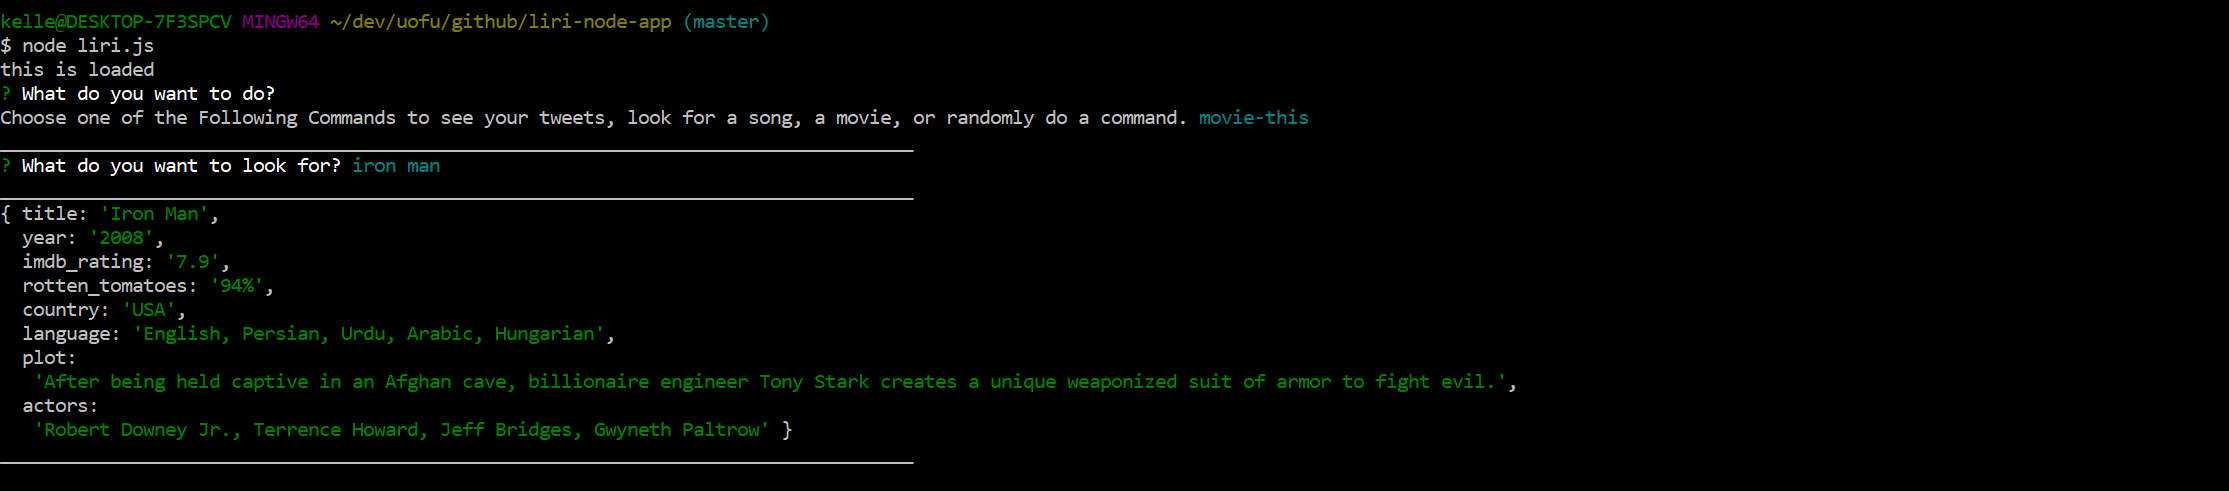 kelle@DESKTOP-7F3SPCV MINGW64 ~/dev/uofu/github/liri-node-app (master)
$ node liri.js
this is loaded
? What do you want to do?
Choose one of the Following Commands to see your tweets, look for a song, a movie, or randomly do a command. movie-this
? What do you want to look for? iron man
{ title: 'Iron Man',
  year: '2008',
  imdb_rating: '7.9',
  rotten_tomatoes: '94%',
  country: 'USA',
  language: 'English, Persian, Urdu, Arabic, Hungarian',
  plot:
   'After being held captive in an Afghan cave, billionaire engineer Tony Stark creates a unique weaponized suit of armor to fight evil.',
  actors:
   'Robert Downey Jr., Terrence Howard, Jeff Bridges, Gwyneth Paltrow' }